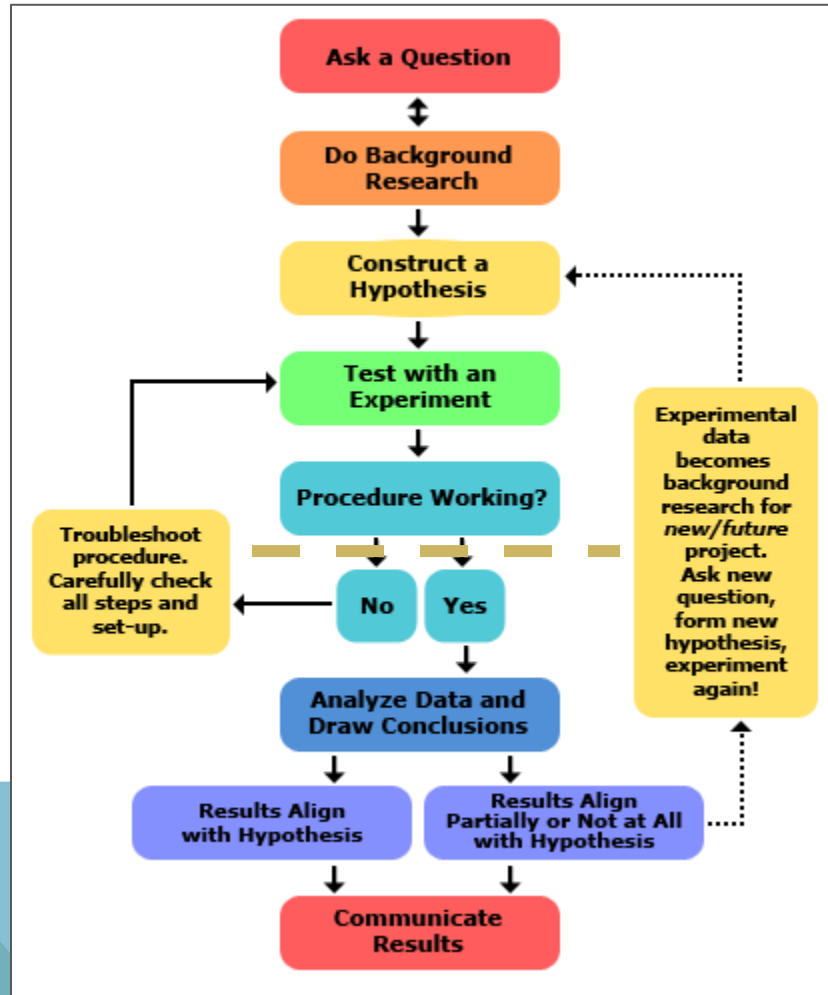 Ask a Question
Do Background
Research
Construct a
Hypothesis
Test with an
Experiment
Procedure Working?
Troubleshoot
procedure.
Carefully check
all steps and
set-up.
No
Yes
Experimental
data
becomes
background
research for
new/future
project.
Ask new
question,
form new
hypothesis,
experiment
again!
Analyze Data and
Draw Conclusions
Results Align
with Hypothesis
Results Align
Partially or Not at All
with Hypothesis
Communicate
Results